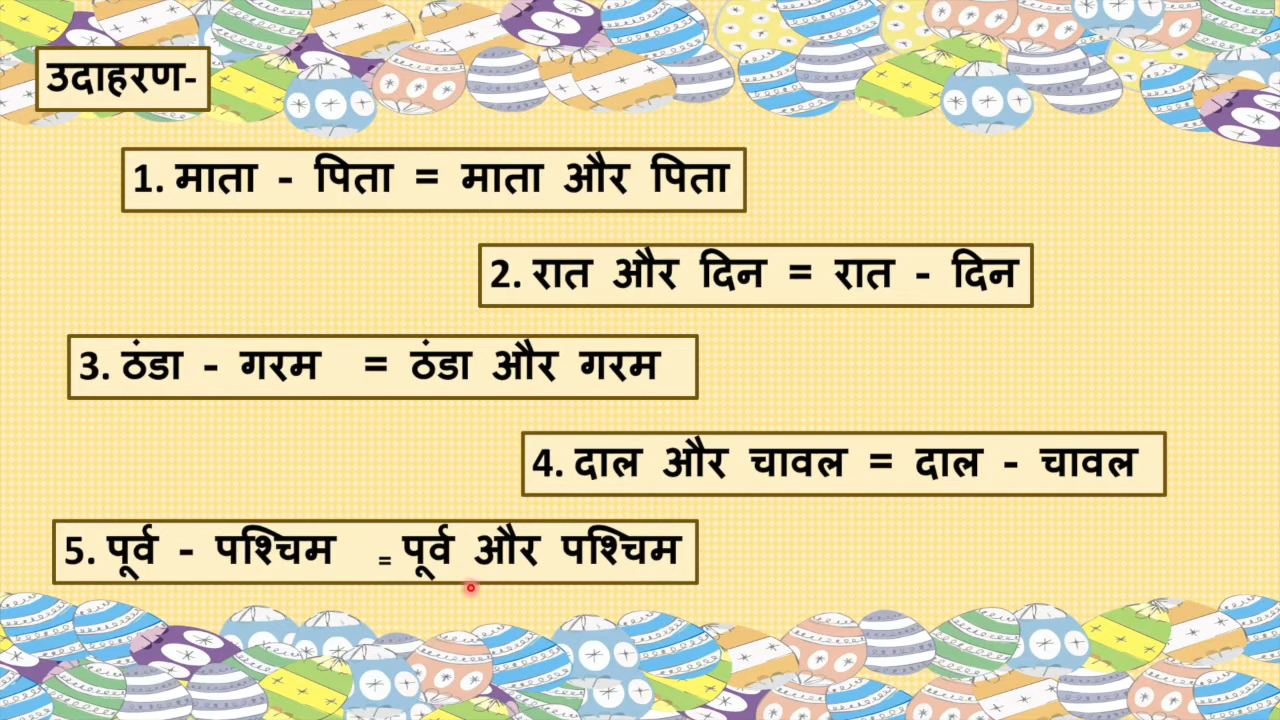 उदाहरण-
1. माता - पिता = माता और पिता
2. रात और दिन = रात - दिन
3. ठंडा - गरम = ठंडा और गरम
4. दाल और चावल = दाल - चावल
5. पूर्व - पश्चिम = पूर्व और पश्चिम